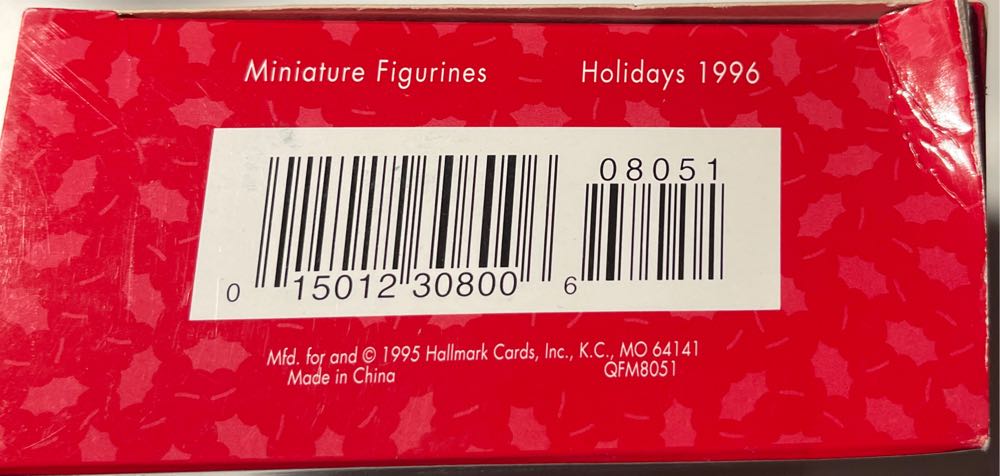 Miniature Figurines Holidays 1996
08051
0 15012 30800 6
Mfd. for and © 1995 Hallmark Cards, Inc., K.C., MO 64141
Made in China QFM8051